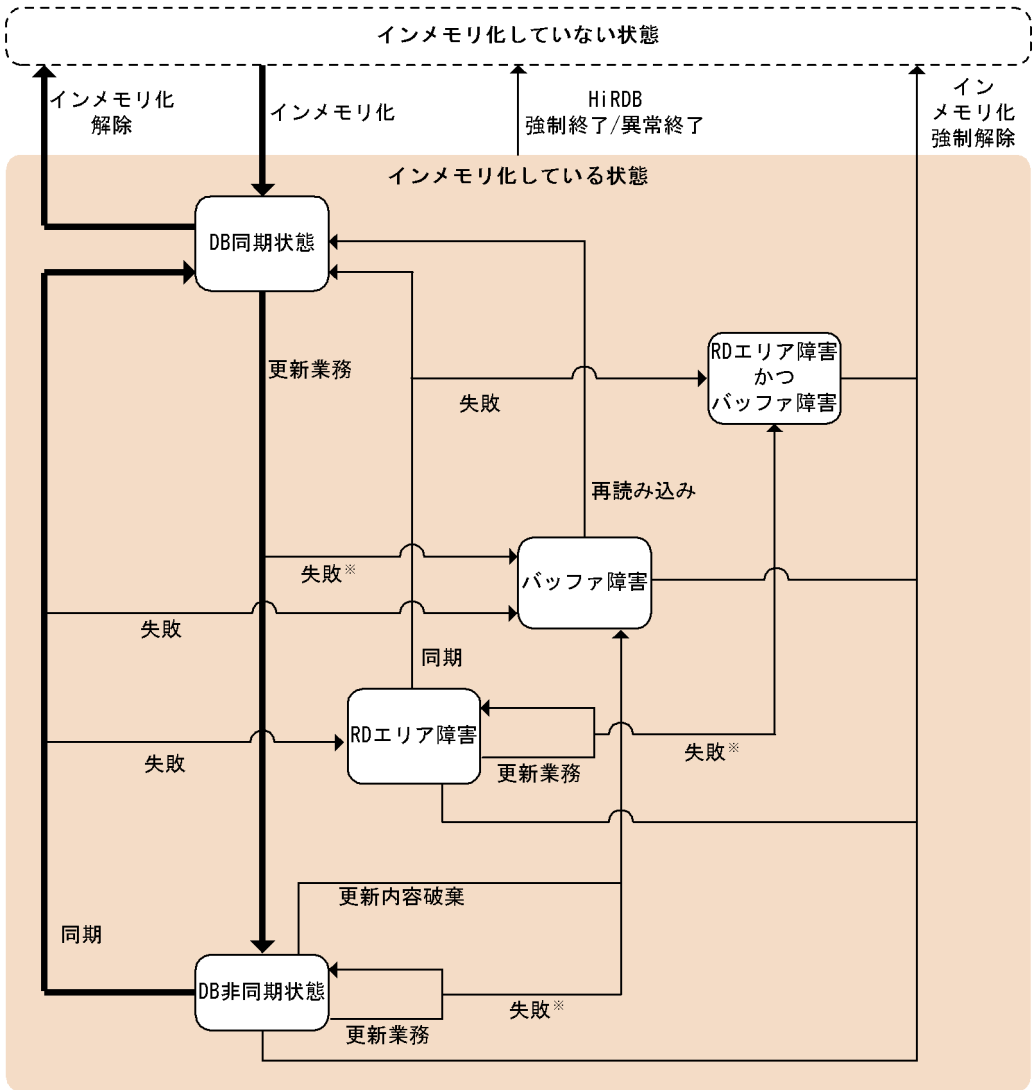 インメモリ化していない状態
インメモリ化
解除
インメモリ化
HiRDB
強制終了/異常終了
イン
メモリ化
強制解除
インメモリ化している状態
DB同期状態
更新業務
RDエリア障害
かつ
バッファ障害
失敗
再読み込み
失敗※
バッファ障害
失敗
同期
RDエリア障害
失敗
更新業務
失敗※
更新内容破棄
同期
DB非同期状態
失敗※
更新業務